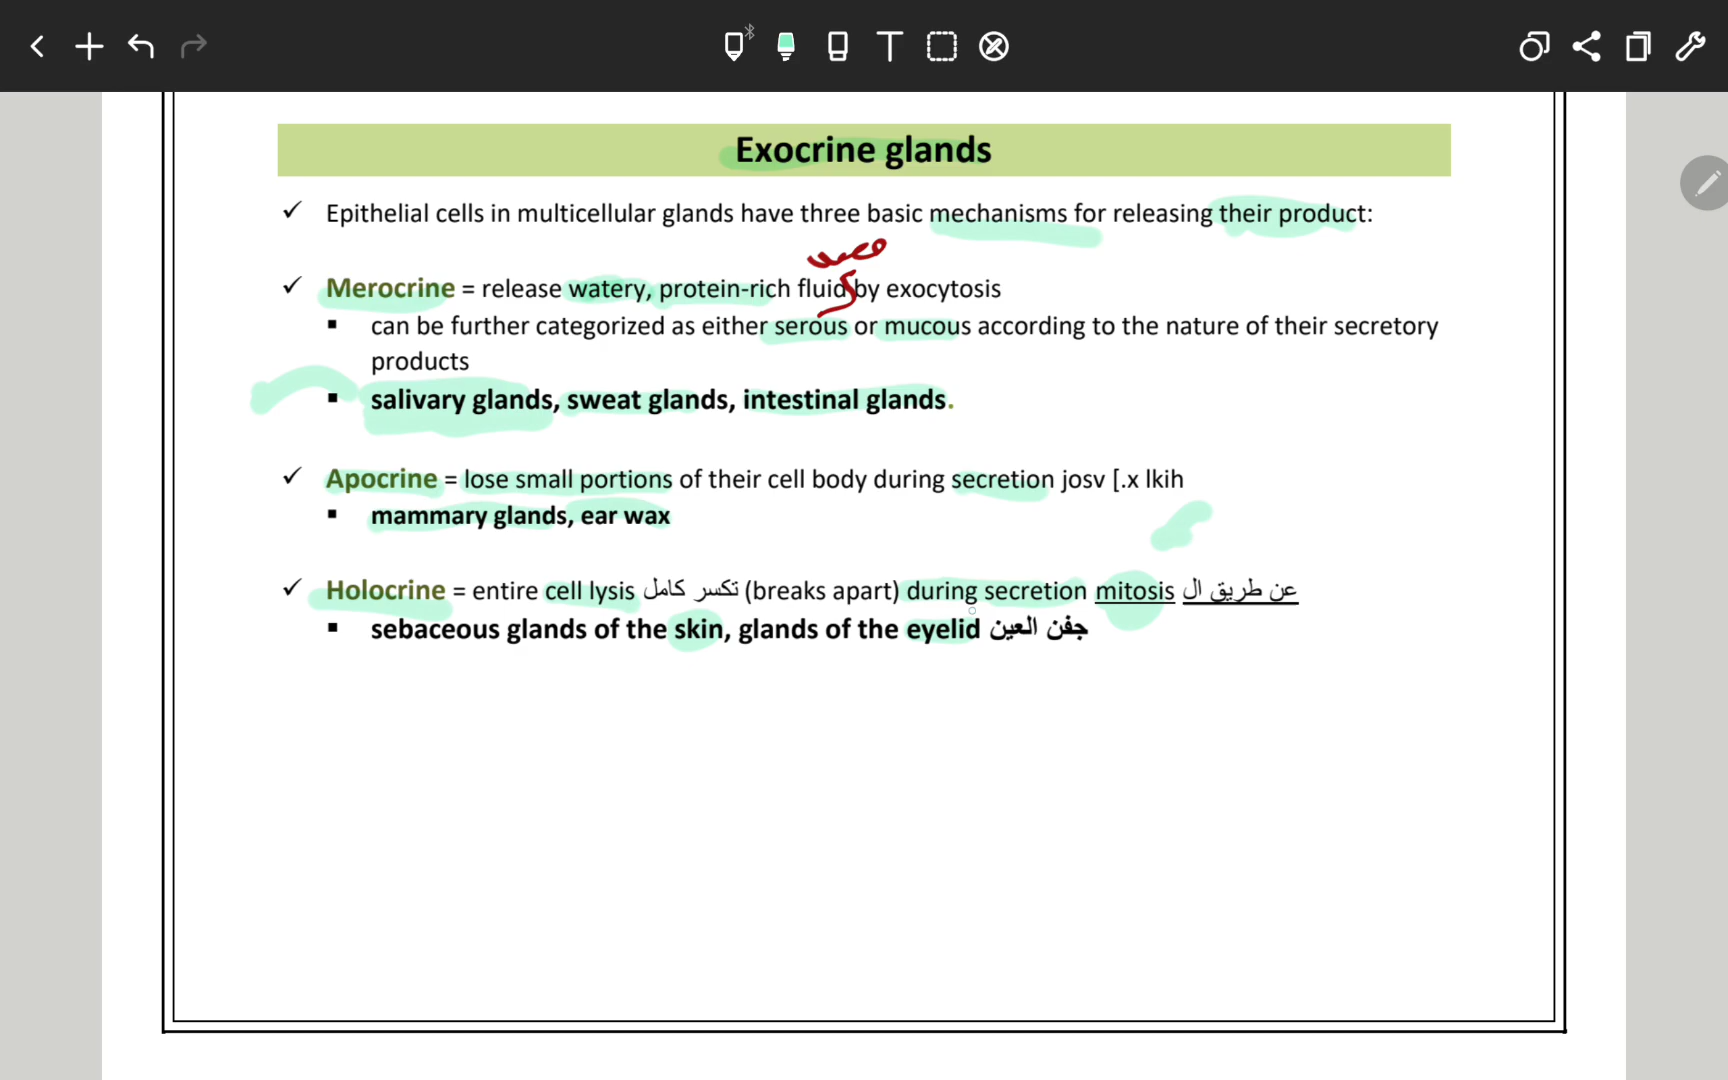 Exocrine glands
✓ Epithelial cells in multicellular glands have three basic mechanisms for releasing their product:
✓ Merocrine = release watery, protein-rich fluid by exocytosis
▪ can be further categorized as either serous or mucous according to the nature of their secretory
products
▪ salivary glands, sweat glands, intestinal glands.
✓ Apocrine = lose small portions of their cell body during secretion josv [.x lkih
▪ mammary glands, ear wax
✓ Holocrine = entire cell lysis تكسر كامل (breaks apart) during secretion mitosis عن طريق ال
▪ sebaceous glands of the skin, glands of the eyelid جفن العين